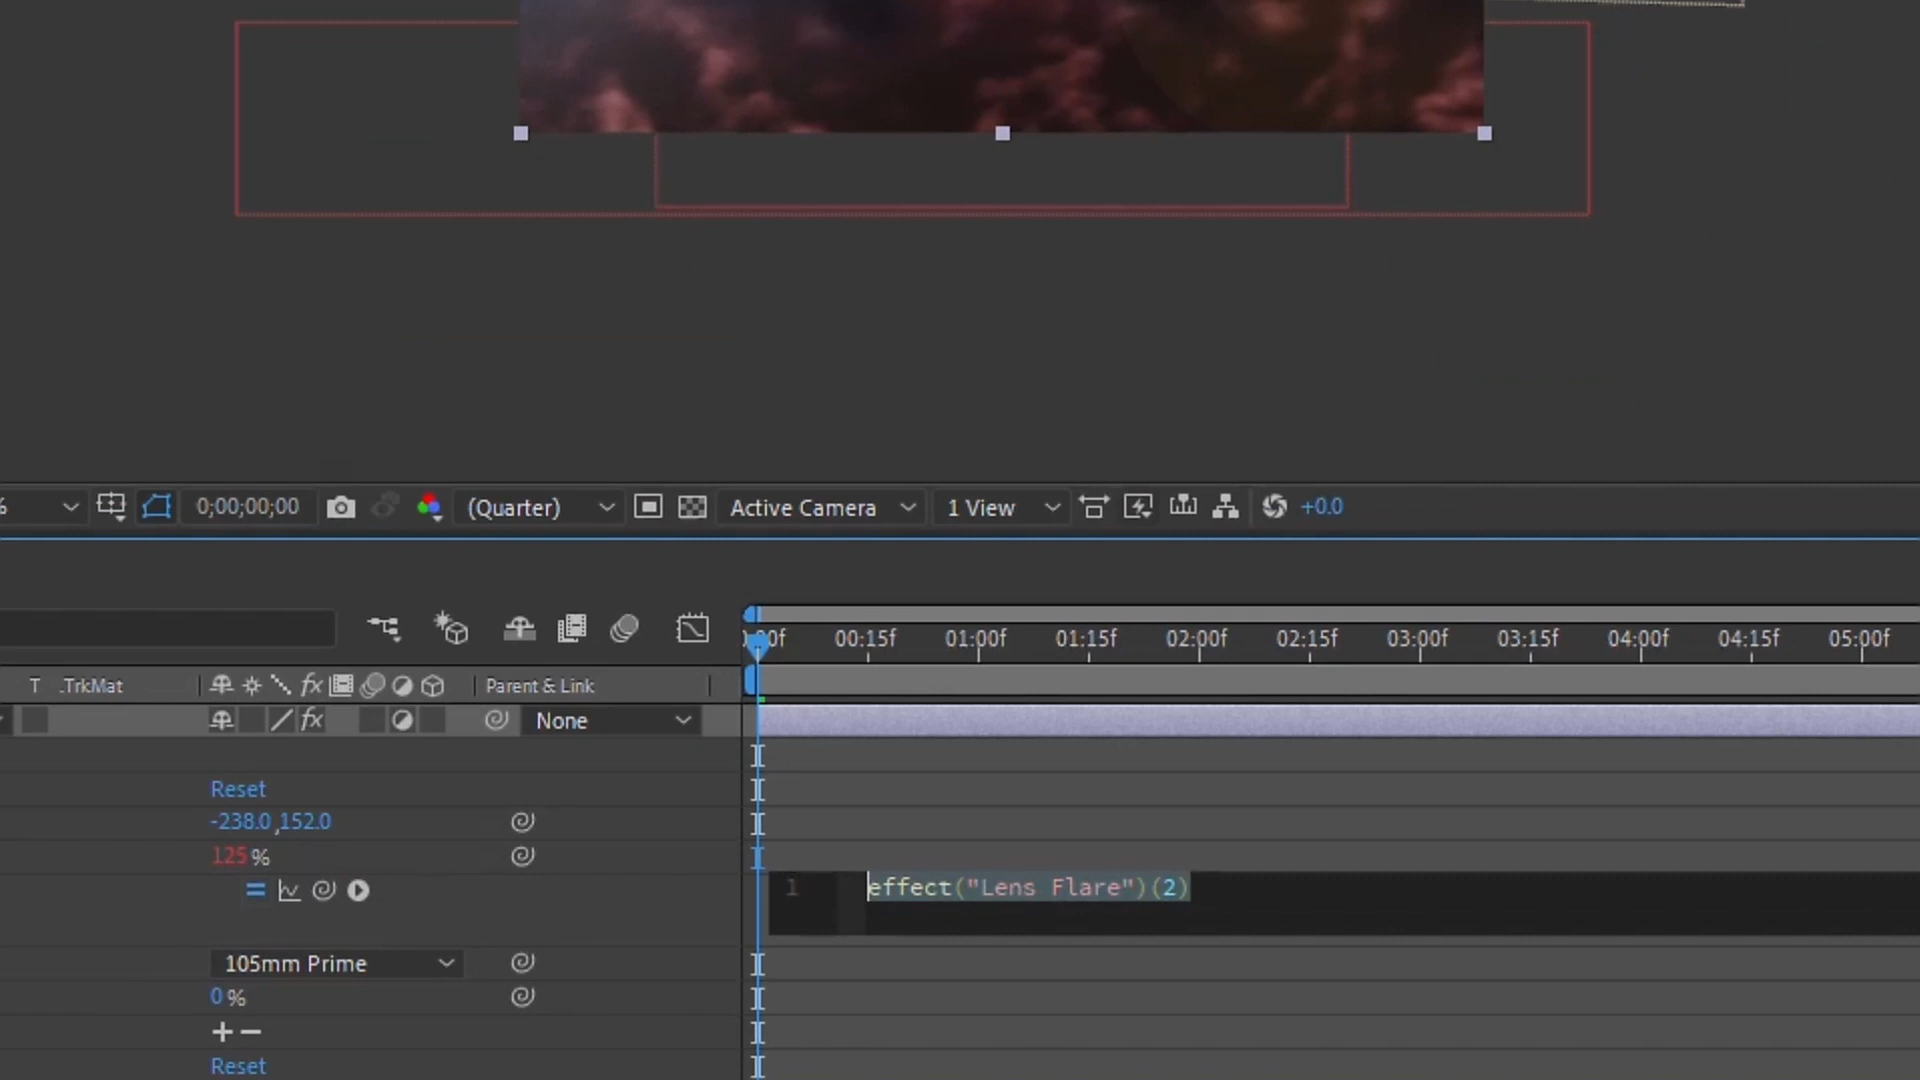 %
0;00;00;00
(Quarter)
Active Camera
1 View
+0.0
00f 00:15f 01:00f 01:15f 02:00f 02:15f 03:00f 03:15f 04:00f 04:15f 05:00f
T .TrkMat fx Parent & Link
fx None
Reset
-238.0,152.0
125 %
1 effect("Lens Flare")(2)
105mm Prime
0 %
Reset